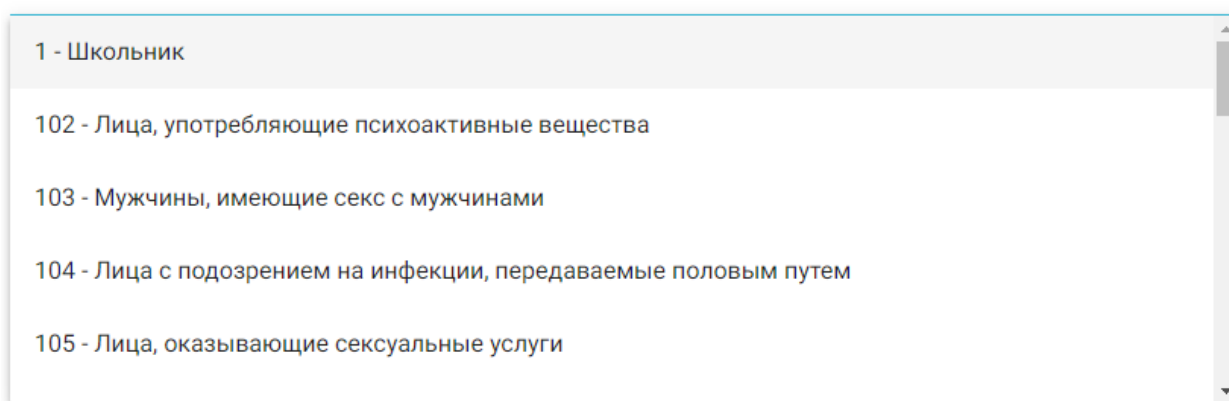 1 - Школьник
102 - Лица, употребляющие психоактивные вещества
103 - Мужчины, имеющие секс с мужчинами
104 - Лица с подозрением на инфекции, передаваемые половым путем
105 - Лица, оказывающие сексуальные услуги